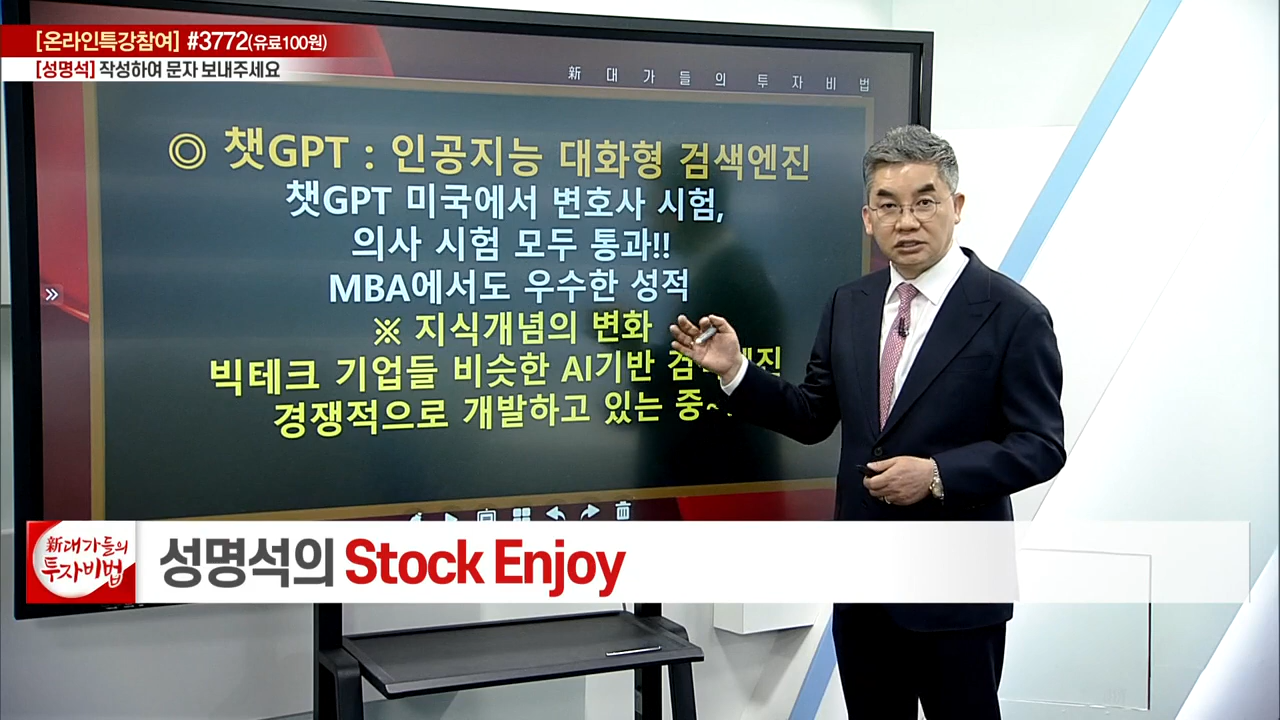 [온라인특강참여] #3772(유료100원)
[성명석] 작성하여 문자 보내주세요
新 대가들의 투자비법
◎ 챗GPT : 인공지능 대화형 검색엔진
챗GPT 미국에서 변호사 시험,
의사 시험 모두 통과!!
MBA에서도 우수한 성적
※ 지식개념의 변화
빅테크 기업들 비슷한 AI기반
경쟁적으로 개발하고 있는 중
新대가들의
투자비법
성명석의 Stock Enjoy